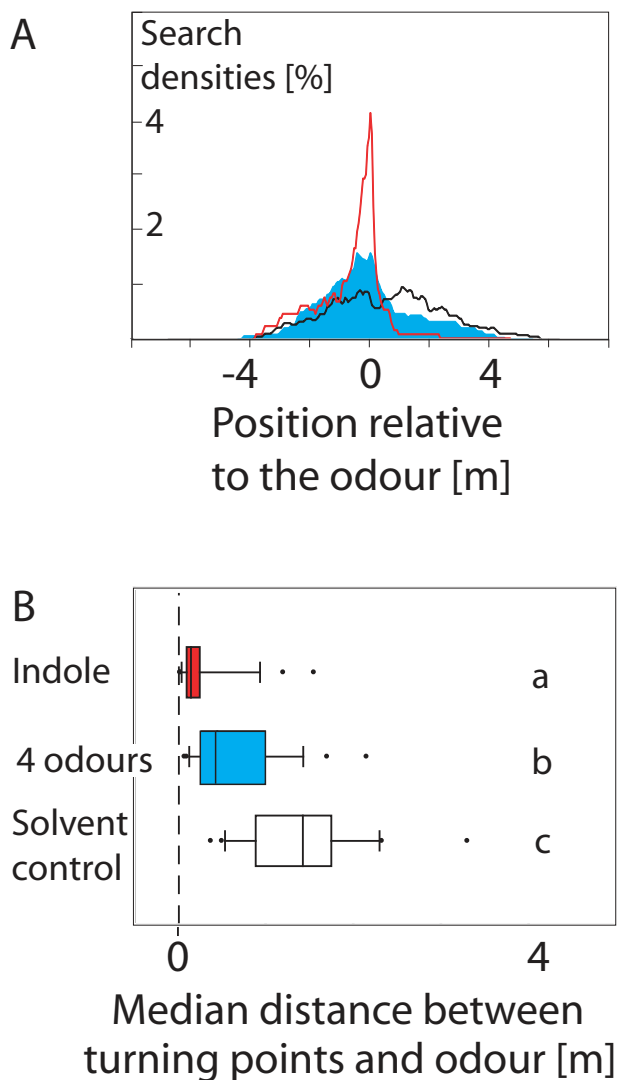 A
Search
densities [%]
4
2
-4 0 4
Position relative
to the odour [m]
B
Indole a
4 odours b
Solvent
control c
0 4
Median distance between
turning points and odour [m]